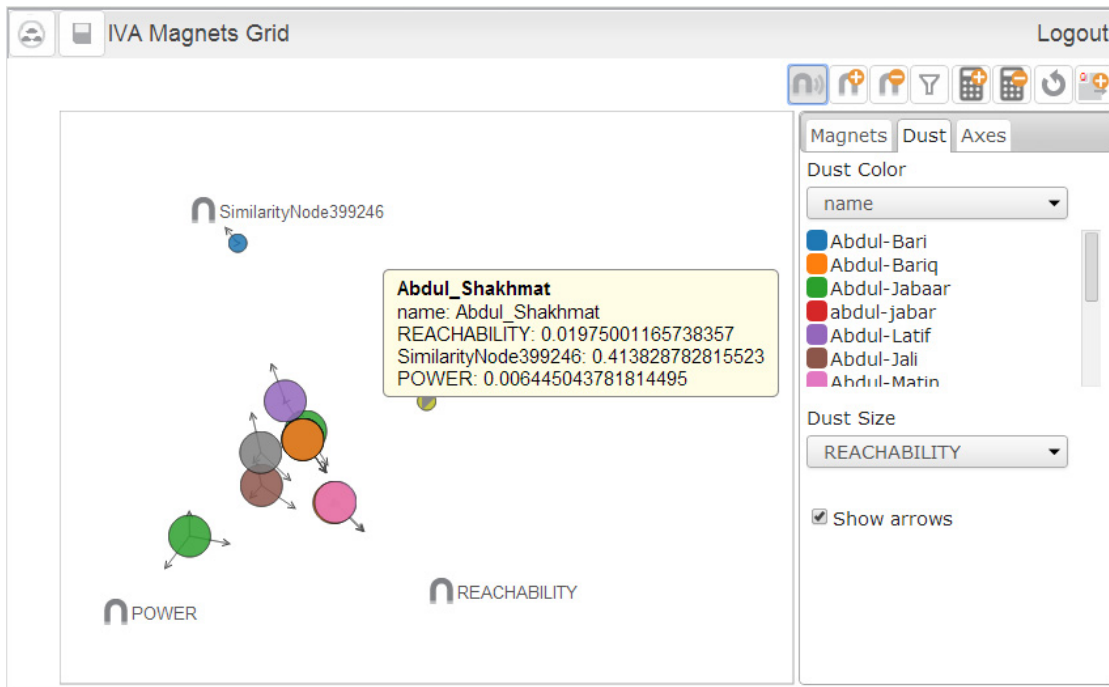 IVA Magnets Grid
Logout
Magnets
Dust
Axes
Dust Color
name
Abdul-Bari
Abdul-Bariq
Abdul-Jabaar
abdul-jabar
Abdul-Latif
Abdul-Jali
Abdul-Matin
Dust Size
REACHABILITY
Show arrows
SimilarityNode399246
Abdul_Shakhmat
name: Abdul_Shakhmat
REACHABILITY: 0.01975001165738357
SimilarityNode399246: 0.413828782815523
POWER: 0.006445043781814495
REACHABILITY
POWER